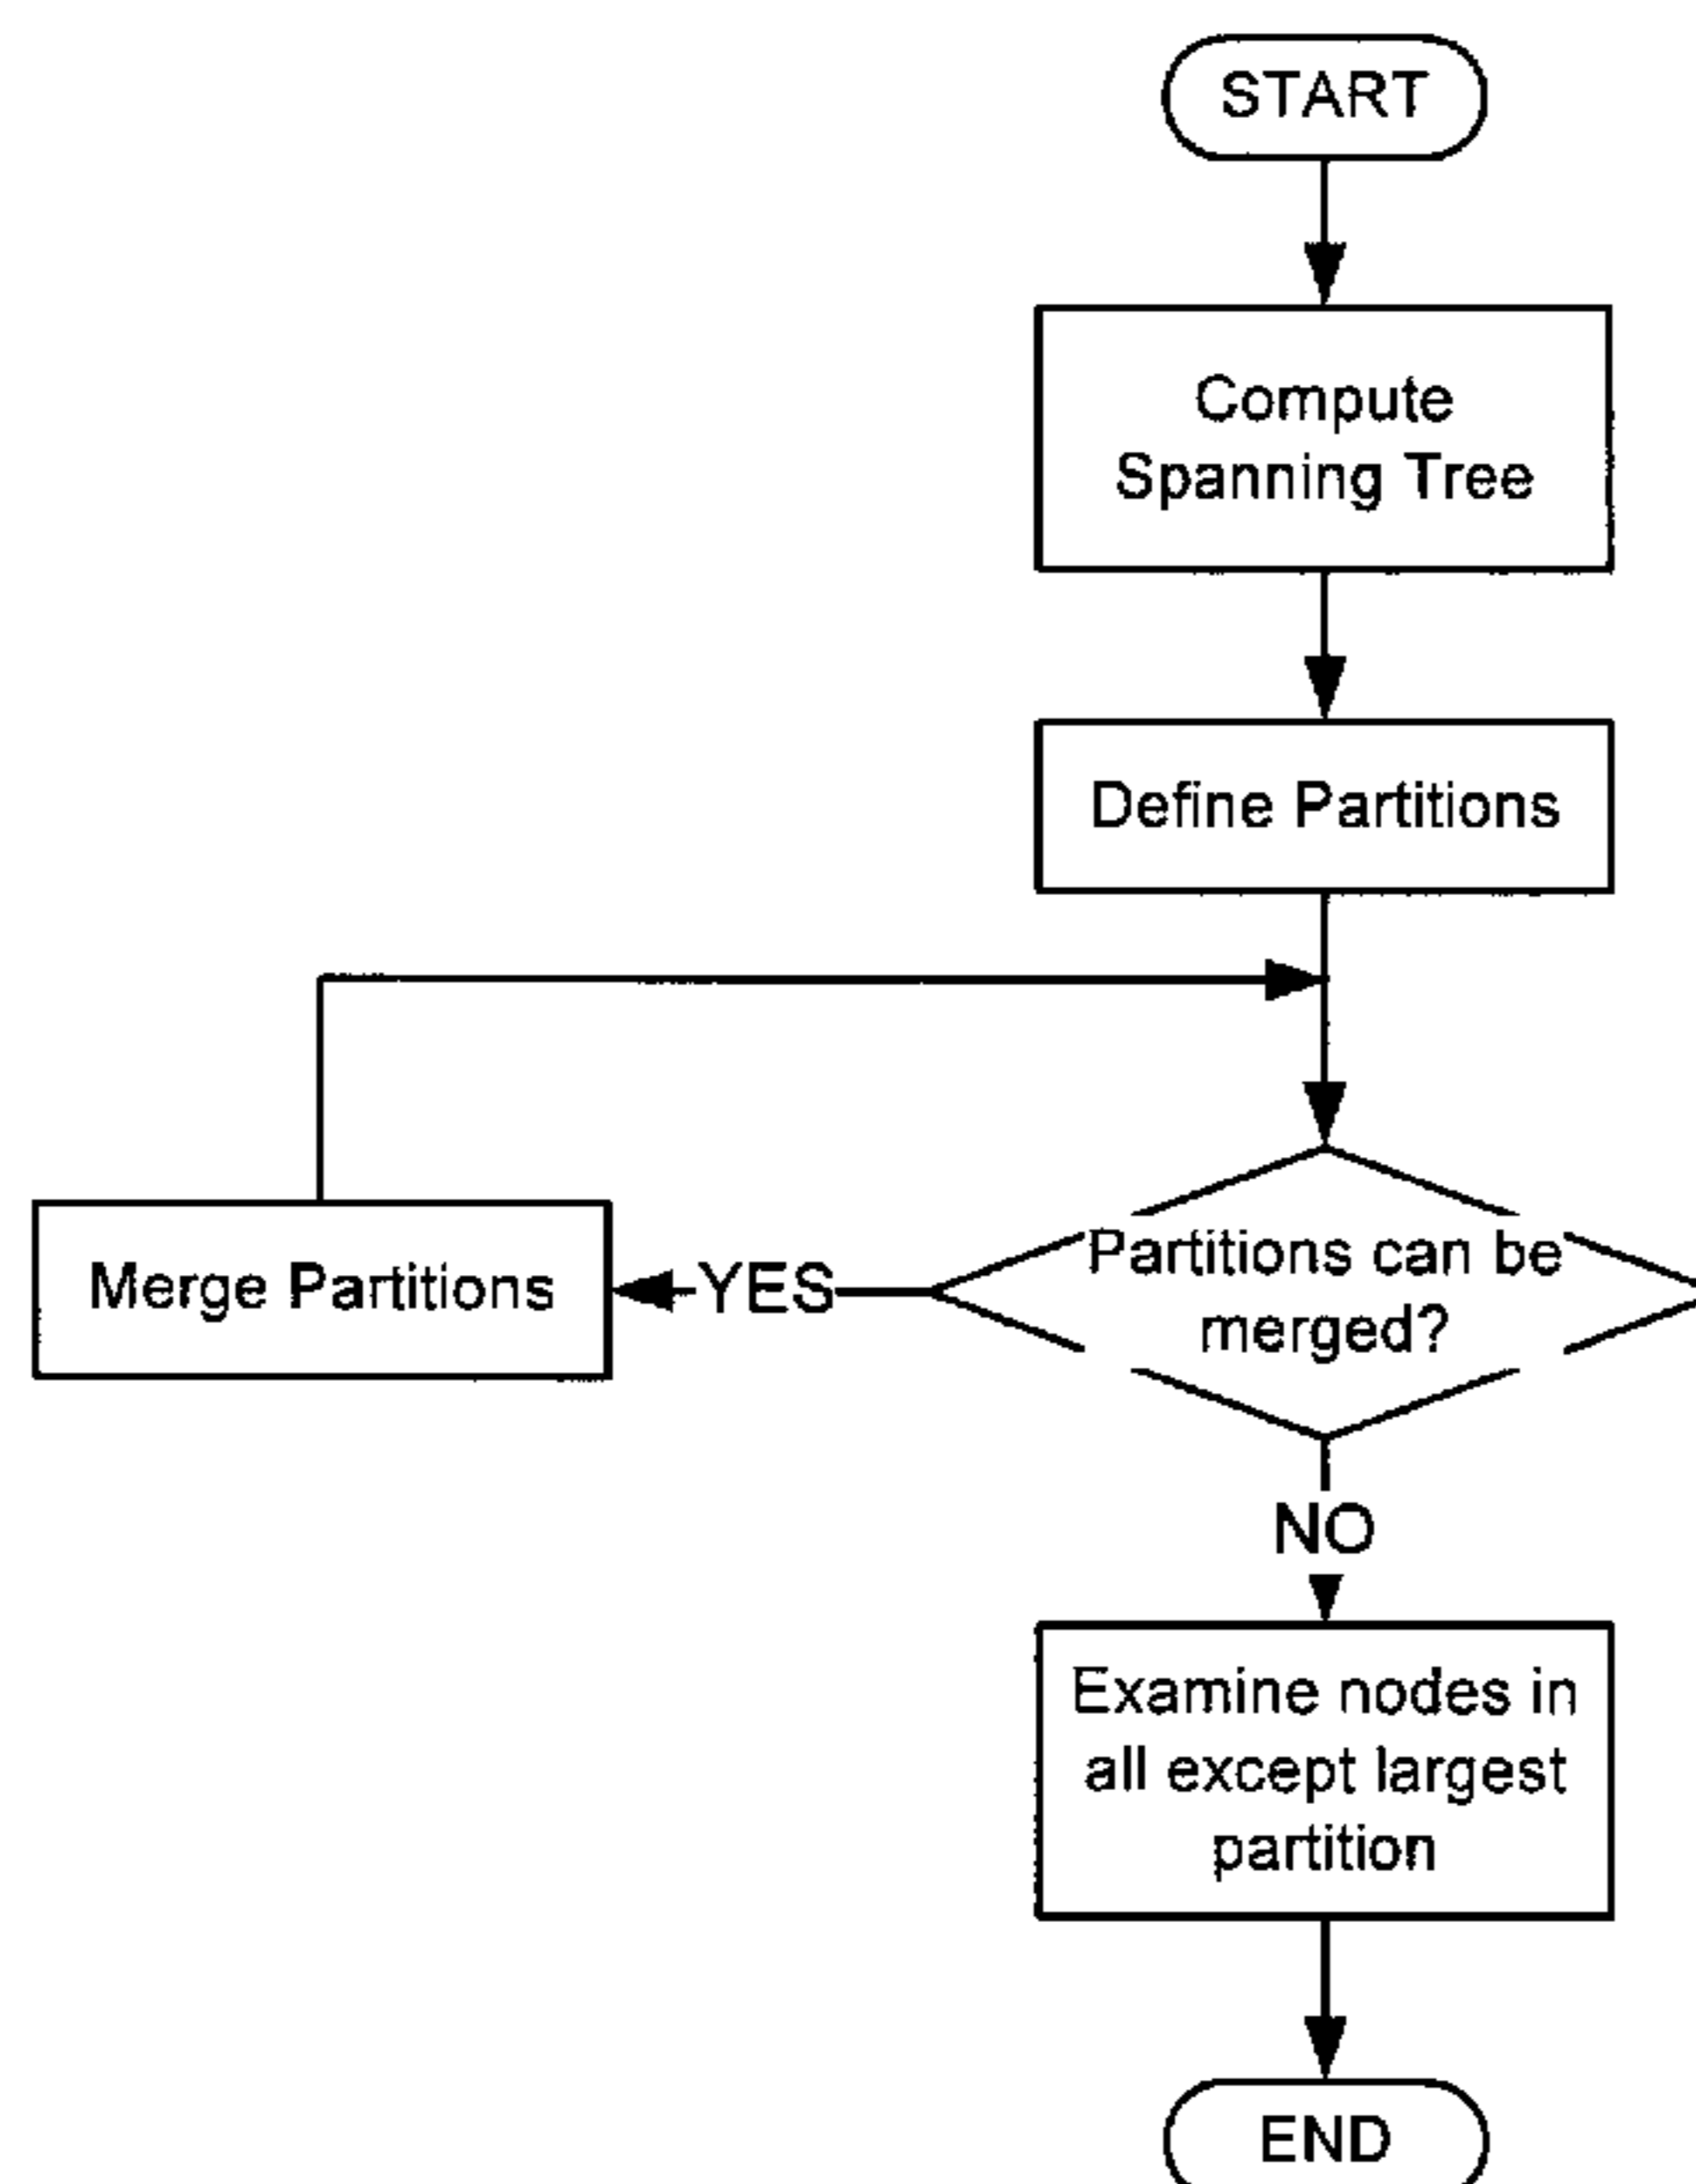 START
Compute
Spanning Tree
Define Partitions
Partitions can be
merged?
YES
Merge Partitions
NO
Examine nodes in
all except largest
partition
END